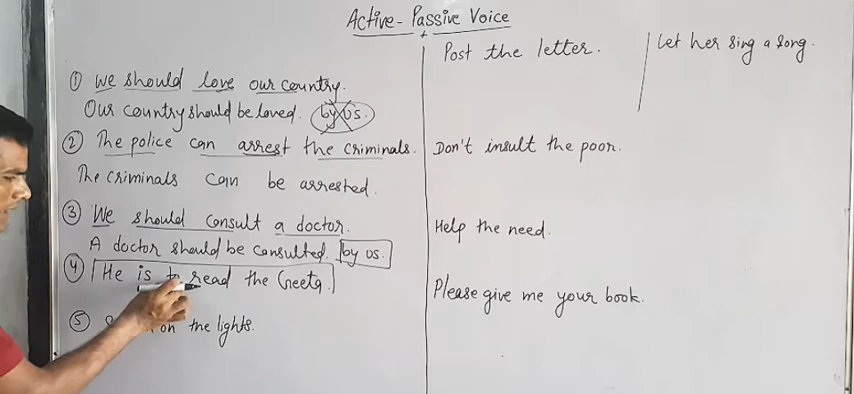 Active-Passive Voice
① We should love our country.
Our country should be loved. by us.
② The police can arrest the criminals.
The criminals can be arrested.
③ We should consult a doctor.
A doctor should be consulted. by us.
④ He is to read the Geeta.
⑤ on the lights.
Post the letter.
Don't insult the poor.
Help the need.
Please give me your book.
Let her sing a song.